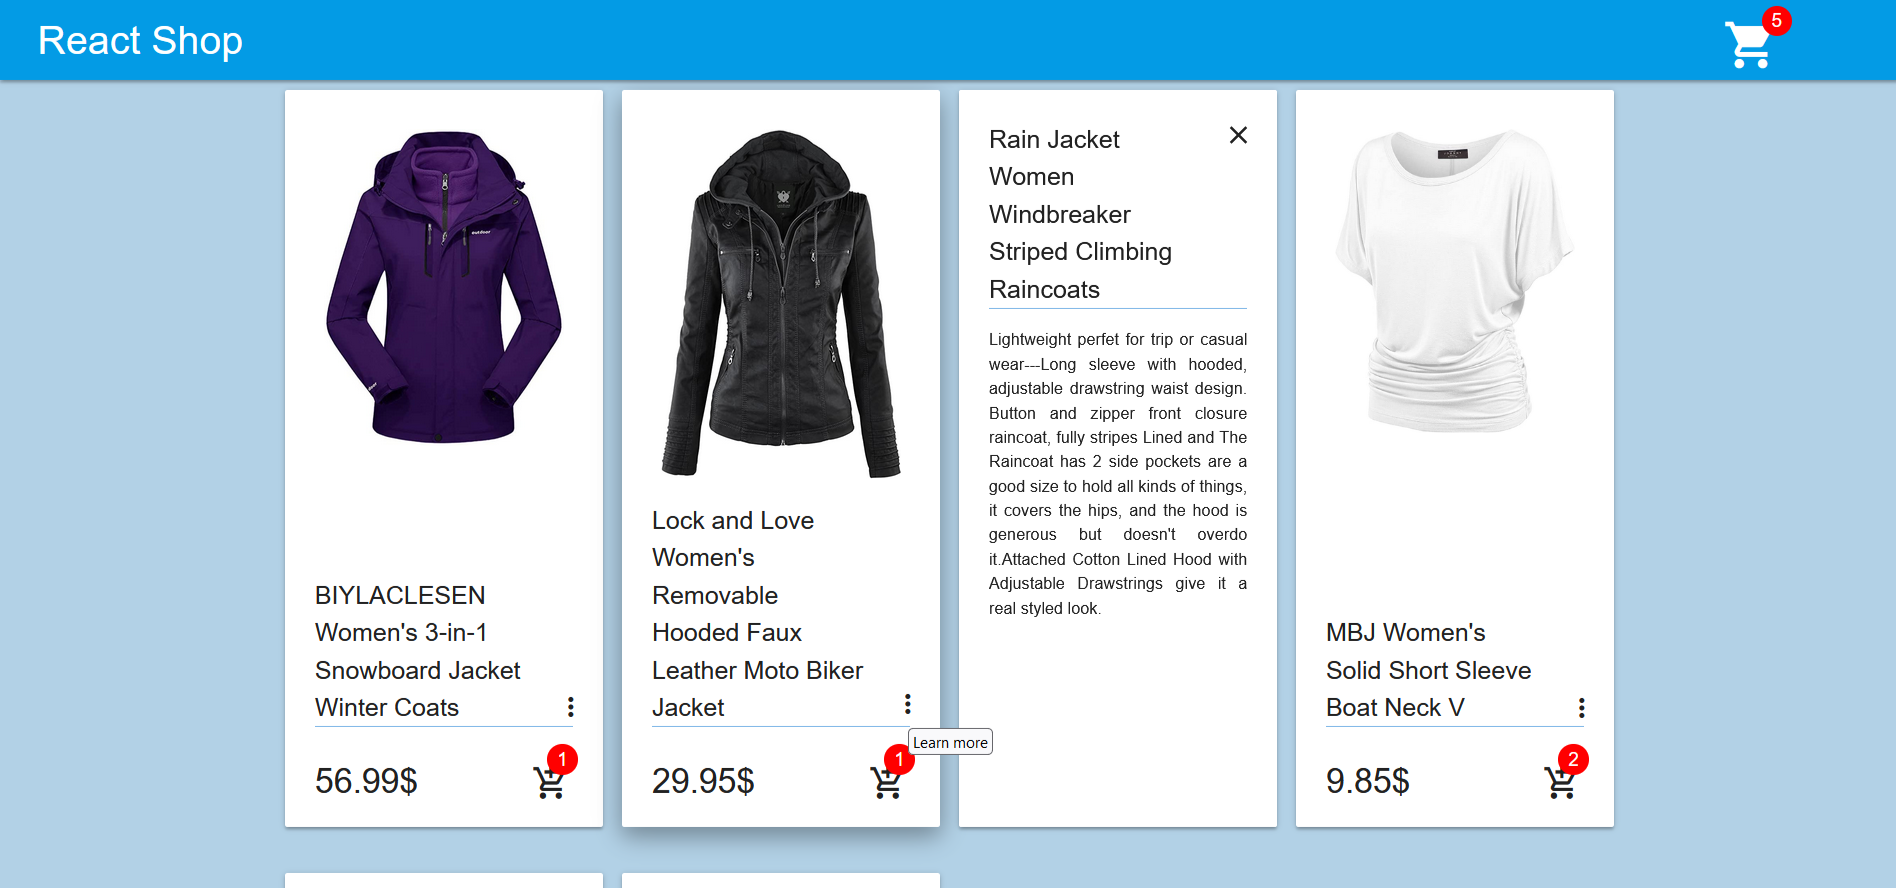 React Shop
5
outdoor
BIYLACLESEN
Women's 3-in-1
Snowboard Jacket
Winter Coats
56.99$
1
Lock and Love
Women's
Removable
Hooded Faux
Leather Moto Biker
Jacket
Learn more
29.95$
1
Rain Jacket
Women
Windbreaker
Striped Climbing
Raincoats
Lightweight perfet for trip or casual
wear---Long sleeve with hooded,
adjustable drawstring waist design.
Button and zipper front closure
raincoat, fully stripes Lined and The
Raincoat has 2 side pockets are a
good size to hold all kinds of things,
it covers the hips, and the hood is
generous but doesn't overdo
it.Attached Cotton Lined Hood with
Adjustable Drawstrings give it a
real styled look.
MBJ Women's
Solid Short Sleeve
Boat Neck V
9.85$
2